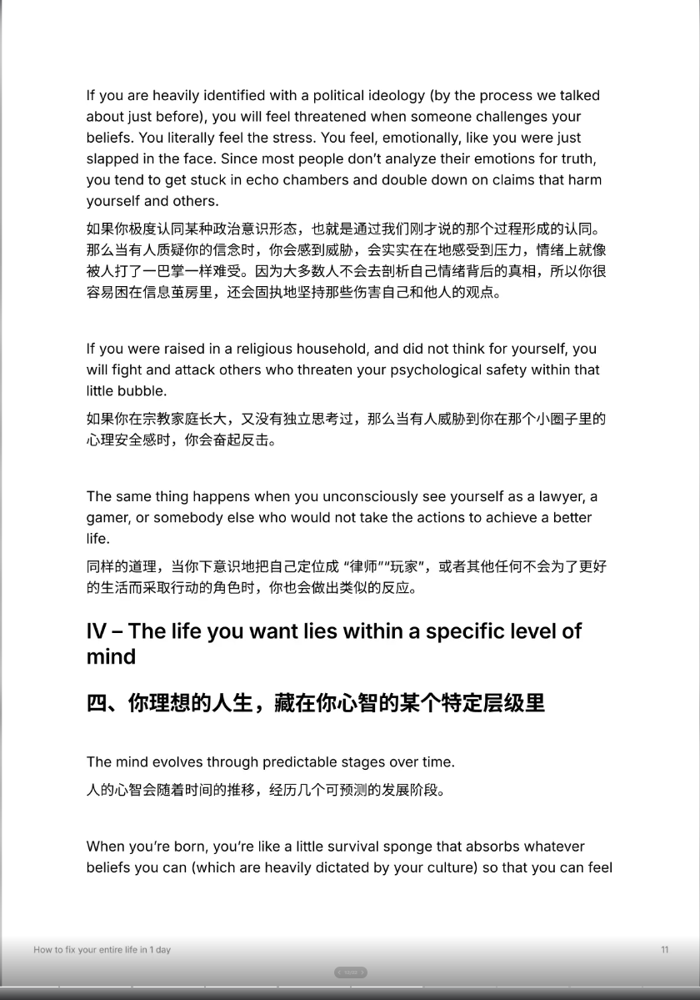 If you are heavily identified with a political ideology (by the process we talked
about just before), you will feel threatened when someone challenges your
beliefs. You literally feel the stress. You feel, emotionally, like you were just
slapped in the face. Since most people don’t analyze their emotions for truth,
you tend to get stuck in echo chambers and double down on claims that harm
yourself and others.
如果你极度认同某种政治意识形态，也就是通过我们刚才说的那个过程形成的认同。
那么当有人质疑你的信念时，你会感到威胁，会实实在在地感受到压力，情绪上就像
被人打了一巴掌一样难受。因为大多数人不会去剖析自己情绪背后的真相，所以你很
容易困在信息茧房里，还会固执地坚持那些伤害自己和他人的观点。
If you were raised in a religious household, and did not think for yourself, you
will fight and attack others who threaten your psychological safety within that
little bubble.
如果你在宗教家庭长大，又没有独立思考过，那么当有人威胁到你在那个小圈子里的
心理安全感时，你会奋起反击。
The same thing happens when you unconsciously see yourself as a lawyer, a
gamer, or somebody else who would not take the actions to achieve a better
life.
同样的道理，当你下意识地把自己定位成 “律师”“玩家”，或者其他任何不会为了更好
的生活而采取行动的角色时，你也会做出类似的反应。
IV – The life you want lies within a specific level of
mind
四、你理想的人生，藏在你心智的某个特定层级里
The mind evolves through predictable stages over time.
人的心智会随着时间的推移，经历几个可预测的发展阶段。
When you’re born, you’re like a little survival sponge that absorbs whatever
beliefs you can (which are heavily dictated by your culture) so that you can feel
How to fix your entire life in 1 day
11